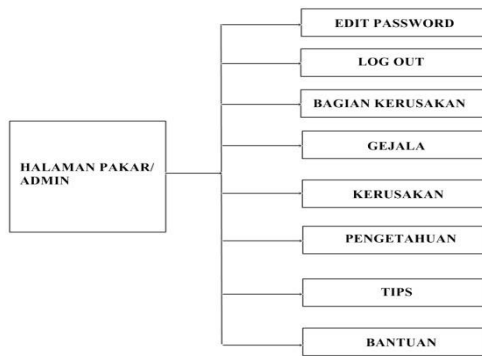 HALAMAN PAKAR/
ADMIN
EDIT PASSWORD
LOG OUT
BAGIAN KERUSAKAN
GEJALA
KERUSAKAN
PENGETAHUAN
TIPS
BANTUAN